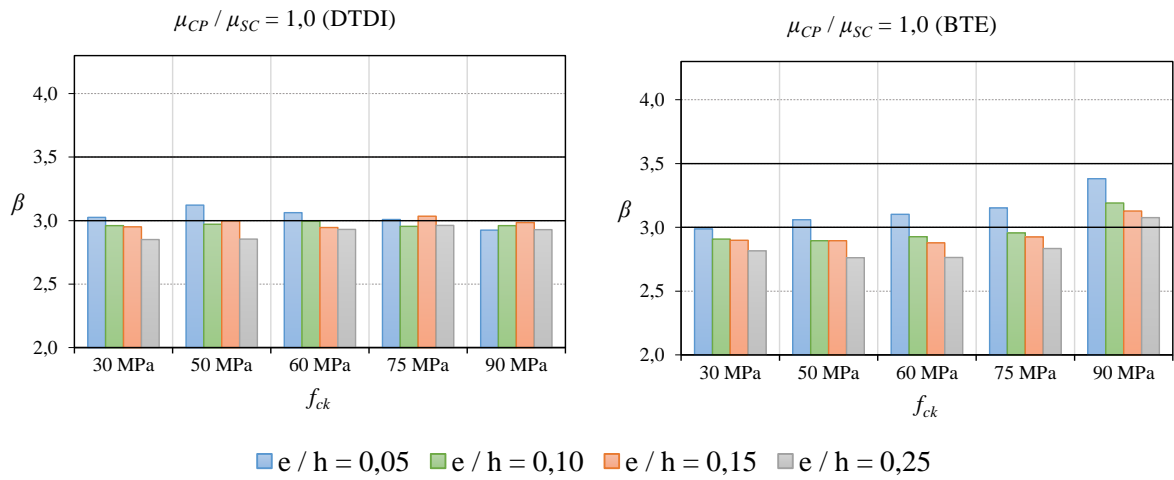 μCP / μSC = 1,0 (DTDI)
4,0
3,5
β
3,0
2,5
2,0
30 MPa 50 MPa 60 MPa 75 MPa 90 MPa
fck
μCP / μSC = 1,0 (BTE)
4,0
3,5
β
3,0
2,5
2,0
30 MPa 50 MPa 60 MPa 75 MPa 90 MPa
fck
e / h = 0,05 e / h = 0,10 e / h = 0,15 e / h = 0,25